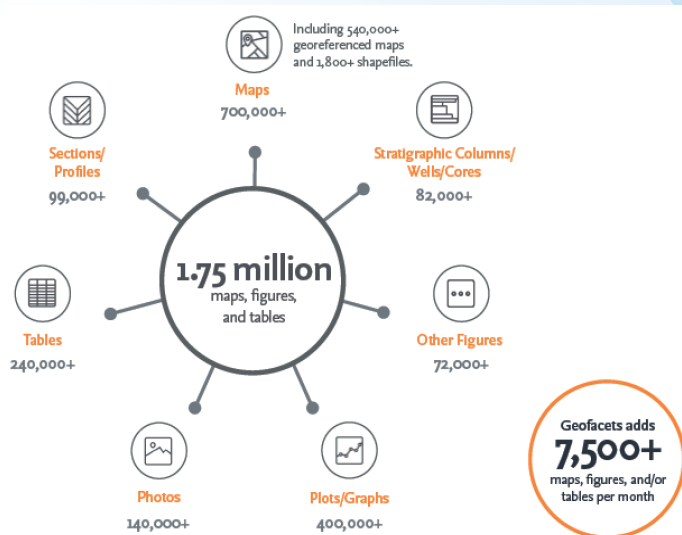 Including 540,000+
georeferenced maps
and 1,800+ shapefiles.
Maps
700,000+
Sections/
Profiles
99,000+
Stratigraphic Columns/
Wells/Cores
82,000+
1.75 million
maps, figures,
and tables
Tables
240,000+
Other Figures
72,000+
Photos
140,000+
Plots/Graphs
400,000+
Geofacets adds
7,500+
maps, figures, and/or
tables per month